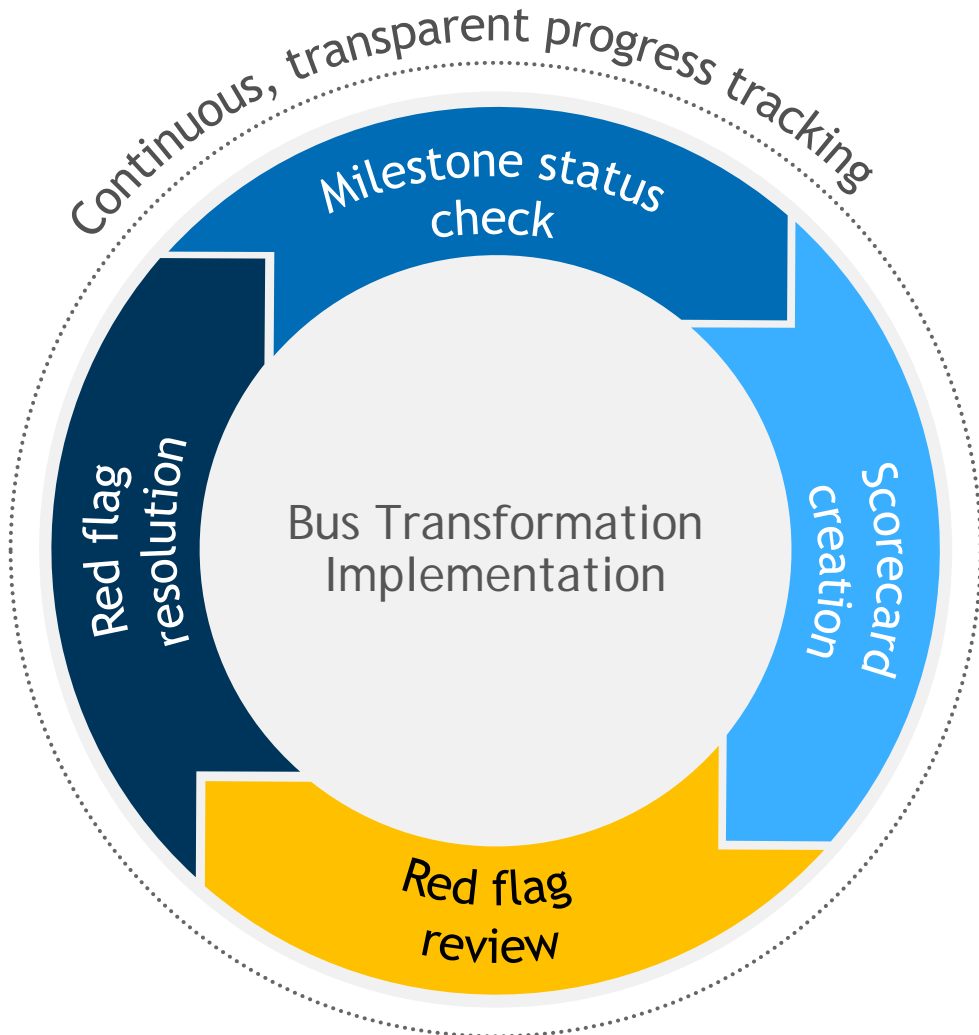 Continuous, transparent progress tracking
Milestone status
check
Scorecard
creation
Red flag
review
Red flag
resolution
Bus Transformation
Implementation